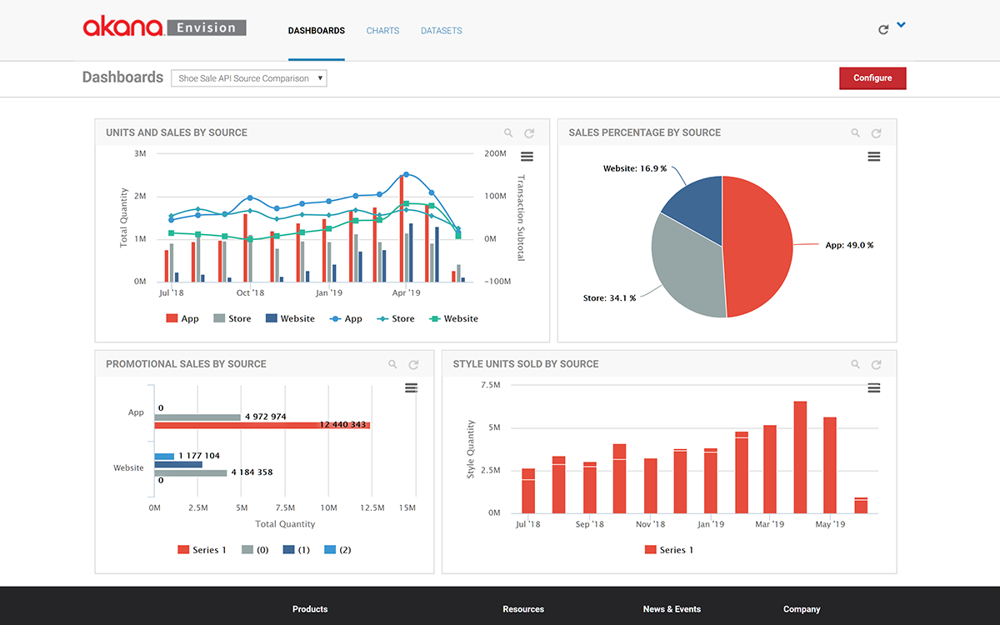 akana Envision
DASHBOARDS CHARTS DATASETS
Dashboards Shoe Sale API Source Comparison Configure
UNITS AND SALES BY SOURCE
3M 200M
2M 100M
1M 0M
0M -100M
Total Quantity
Transaction Subtotal
Jul '18 Oct '18 Jan '19 Apr '19
App Store Website App Store Website
SALES PERCENTAGE BY SOURCE
Website: 16.9 %
App: 49.0 %
Store: 34.1 %
PROMOTIONAL SALES BY SOURCE
0
App 4 972 974
12 440 343
1 177 104
Website 4 184 358
0
0M 2.5M 5M 7.5M 10M 12.5M 15M
Total Quantity
Series 1 (0) (1) (2)
STYLE UNITS SOLD BY SOURCE
7.5M
5M
2.5M
0M
Style Quantity
Jul '18 Sep '18 Nov '18 Jan '19 Mar '19 May '19
Series 1
Products Resources News & Events Company